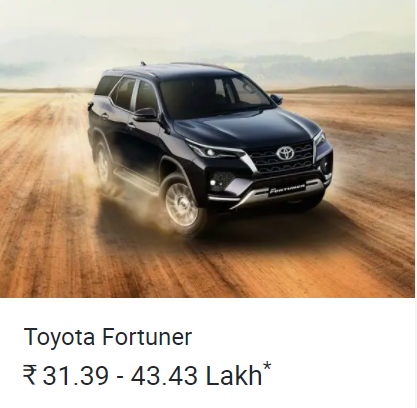 FORTUNER
Toyota Fortuner
₹ 31.39 - 43.43 Lakh*